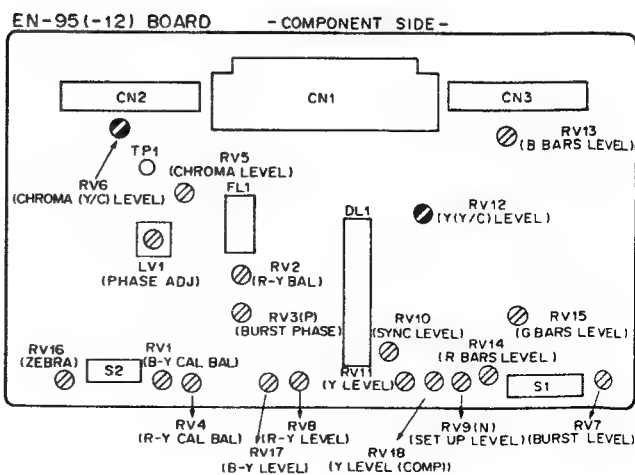 EN-95(-12) BOARD -COMPONENT SIDE-
CN2
CN1
CN3
TP1
RV6
(CHROMA (Y/C) LEVEL)
RV5
(CHROMA LEVEL)
RV13
(B BARS LEVEL)
FL1
DL1
RV12
(Y(Y/C) LEVEL)
LV1
(PHASE ADJ)
RV2
(R-Y BAL)
RV3(P)
(BURST PHASE)
RV10
(SYNC LEVEL)
RV15
(G BARS LEVEL)
RV16
(ZEBRA)
S2
RV1
(B-Y CAL BAL)
RV11
(Y LEVEL)
RV14
(R BARS LEVEL)
S1
RV4
(R-Y CAL BAL)
RV17
(B-Y LEVEL)
RV8
(R-Y LEVEL)
RV18
(Y LEVEL (COMP))
RV9(N)
(SET UP LEVEL)
RV7
(BURST LEVEL)